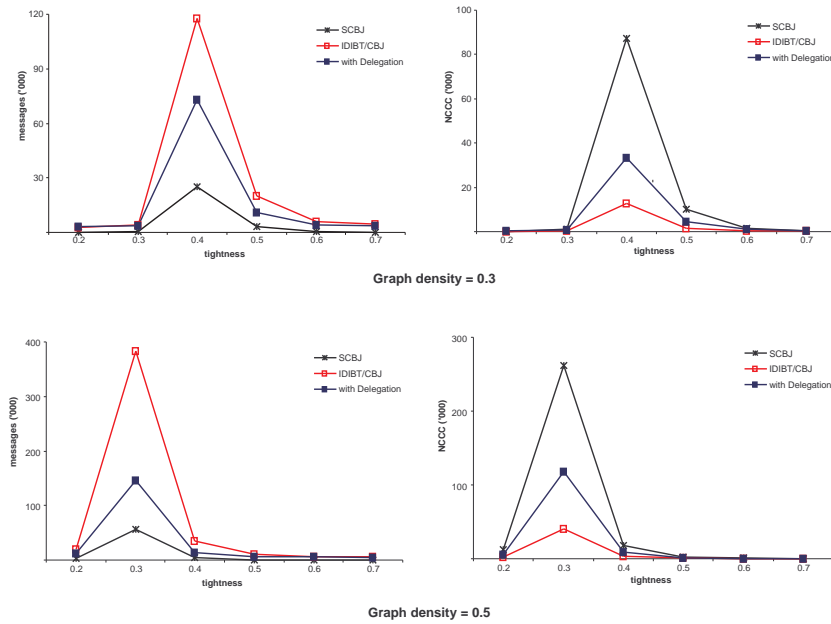 messages ('000)
120
90
60
30
0.2 0.3 0.4 0.5 0.6 0.7
tightness
SCBJ
IDIBT/CBJ
with Delegation
NCCC ('000)
100
80
60
40
20
0.2 0.3 0.4 0.5 0.6 0.7
tightness
SCBJ
IDIBT/CBJ
with Delegation
Graph density = 0.3
messages ('000)
400
300
200
100
0.2 0.3 0.4 0.5 0.6 0.7
tightness
SCBJ
IDIBT/CBJ
with Delegation
NCCC ('000)
300
200
100
0.2 0.3 0.4 0.5 0.6 0.7
tightness
SCBJ
IDIBT/CBJ
with Delegation
Graph density = 0.5